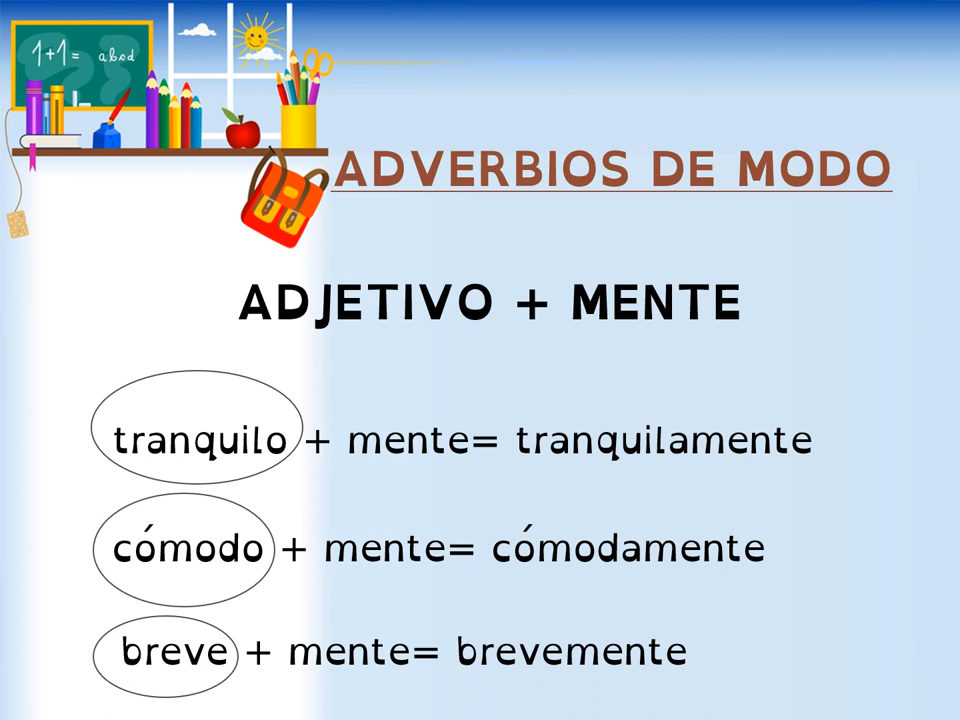 1+1= abcd
ADVERBIOS DE MODO
ADJETIVO + MENTE
tranquilo + mente= tranquilamente
cómodo + mente= cómodamente
breve + mente= brevemente